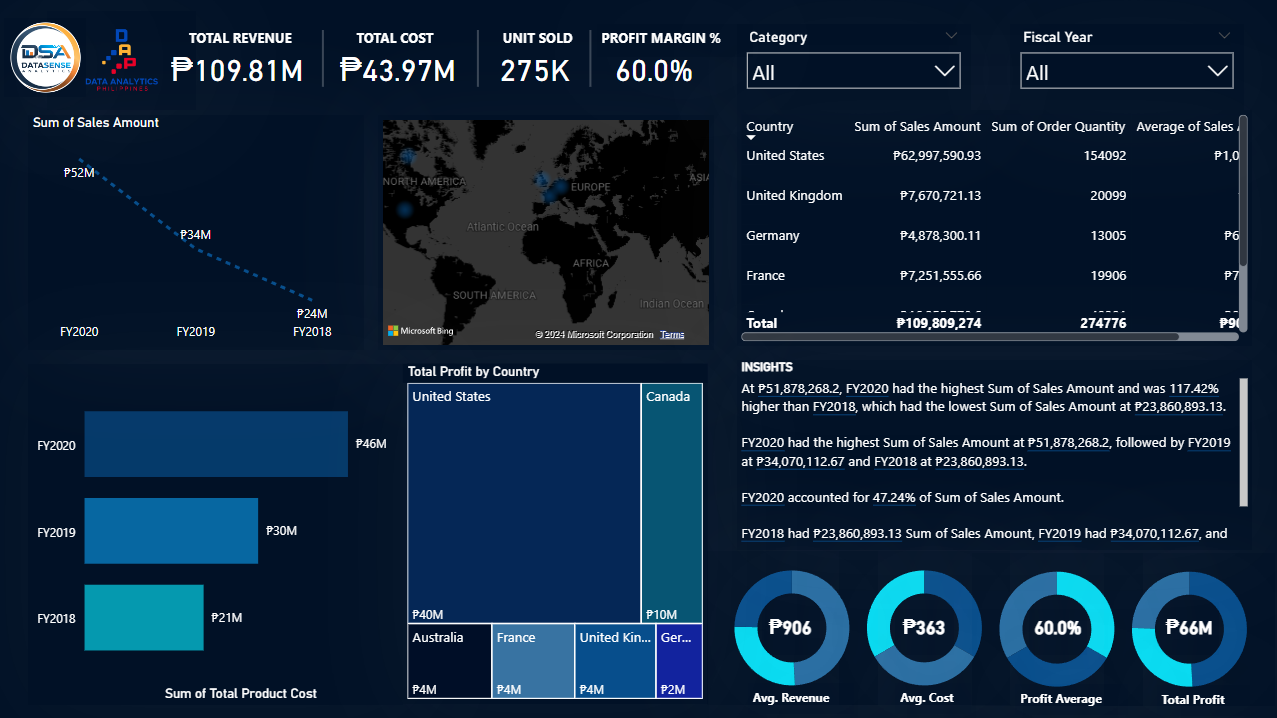 DSA
DATASENSE
ANALYTICS
DAP
DATA ANALYTICS
PHILIPPINES
TOTAL REVENUE
₱109.81M
TOTAL COST
₱43.97M
UNIT SOLD
275K
PROFIT MARGIN %
60.0%
Category
All
Fiscal Year
All
Sum of Sales Amount
₱52M
₱34M
₱24M
FY2020 FY2019 FY2018
NORTH AMERICA
EUROPE
ASIA
Atlantic Ocean
AFRICA
SOUTH AMERICA
Indian Ocean
Microsoft Bing
© 2024 Microsoft Corporation Terms
Country Sum of Sales Amount Sum of Order Quantity Average of Sales
United States ₱62,997,590.93 154092 ₱1,0
United Kingdom ₱7,670,721.13 20099
Germany ₱4,878,300.11 13005 ₱6
France ₱7,251,555.66 19906 ₱7
Total ₱109,809,274 274776 ₱90
FY2020 ₱46M
FY2019 ₱30M
FY2018 ₱21M
Sum of Total Product Cost
Total Profit by Country
United States
₱40M
Canada
₱10M
Australia
₱4M
France
₱4M
United Kin...
₱4M
Ger...
₱2M
INSIGHTS
At ₱51,878,268.2, FY2020 had the highest Sum of Sales Amount and was 117.42%
higher than FY2018, which had the lowest Sum of Sales Amount at ₱23,860,893.13.
FY2020 had the highest Sum of Sales Amount at ₱51,878,268.2, followed by FY2019
at ₱34,070,112.67 and FY2018 at ₱23,860,893.13.
FY2020 accounted for 47.24% of Sum of Sales Amount.
FY2018 had ₱23,860,893.13 Sum of Sales Amount, FY2019 had ₱34,070,112.67, and
₱906
Avg. Revenue
₱363
Avg. Cost
60.0%
Profit Average
₱66M
Total Profit